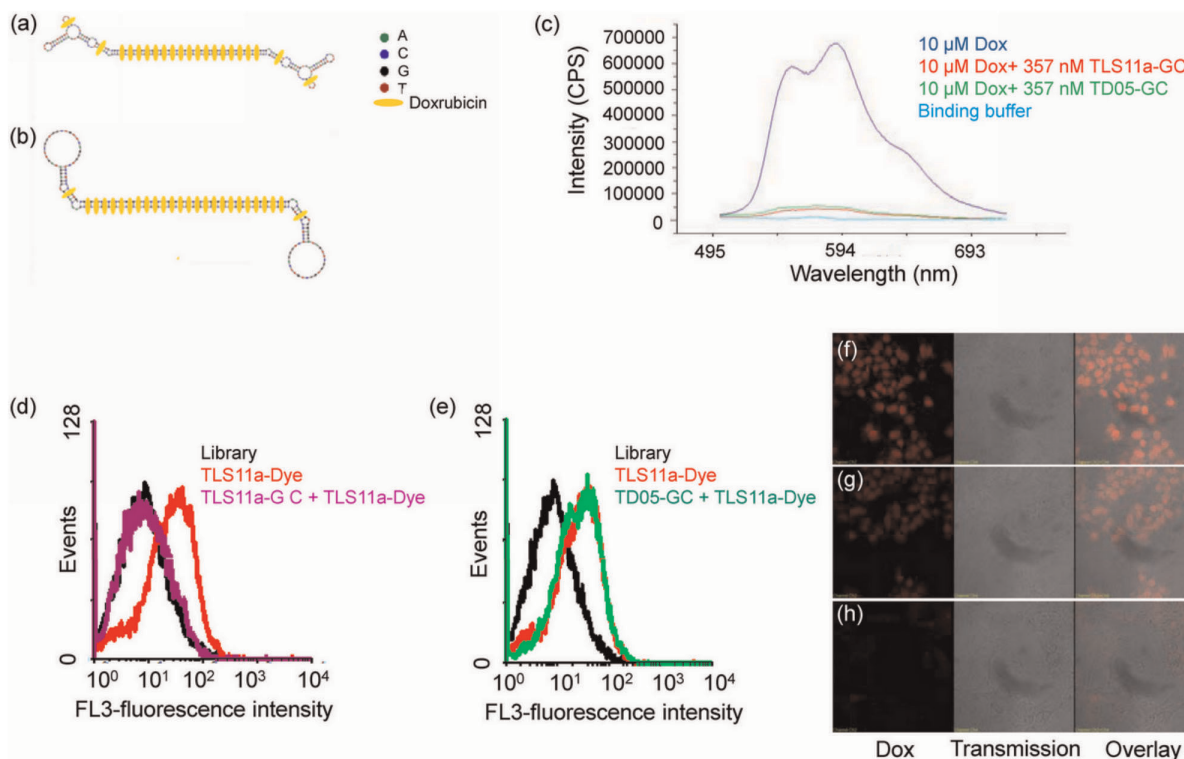 (a)
A
C
G
T
Doxrubicin
(b)
(c)
Intensity (CPS)
700000
600000
500000
400000
300000
200000
100000
0
10 µM Dox
10 µM Dox+ 357 nM TLS11a-GC
10 µM Dox+ 357 nM TD05-GC
Binding buffer
495 594 693
Wavelength (nm)
(d)
128
Events
0
Library
TLS11a-Dye
TLS11a-G C + TLS11a-Dye
10⁰ 10¹ 10² 10³ 10⁴
FL3-fluorescence intensity
(e)
128
Events
0
Library
TLS11a-Dye
TD05-GC + TLS11a-Dye
10⁰ 10¹ 10² 10³ 10⁴
FL3-fluorescence intensity
(f)
(g)
(h)
Dox Transmission Overlay